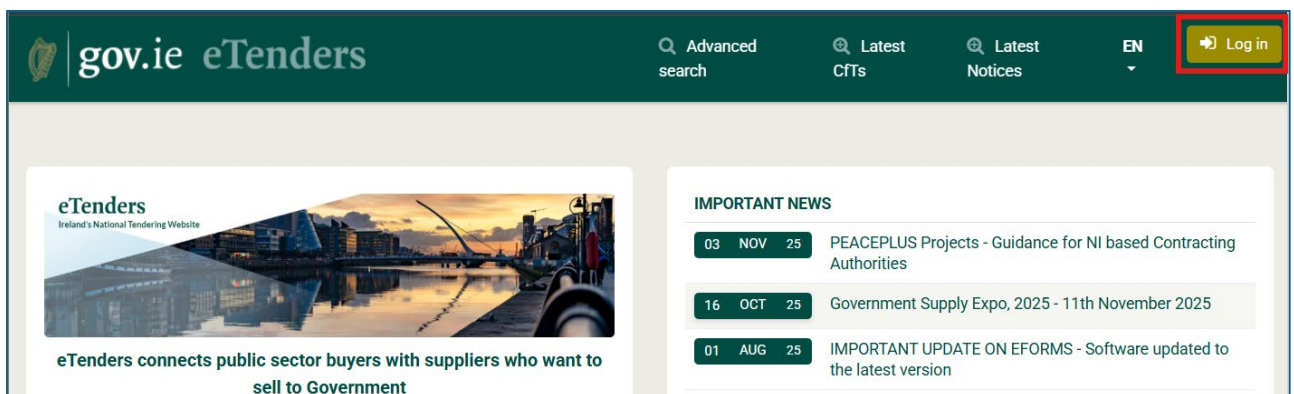 gov.ie eTenders
Advanced
search
Latest
CfTs
Latest
Notices
EN
Log in
eTenders
Ireland's National Tendering Website
eTenders connects public sector buyers with suppliers who want to
sell to Government
IMPORTANT NEWS
03 NOV 25 PEACEPLUS Projects - Guidance for NI based Contracting
Authorities
16 OCT 25 Government Supply Expo, 2025 - 11th November 2025
01 AUG 25 IMPORTANT UPDATE ON EFORMS - Software updated to
the latest version